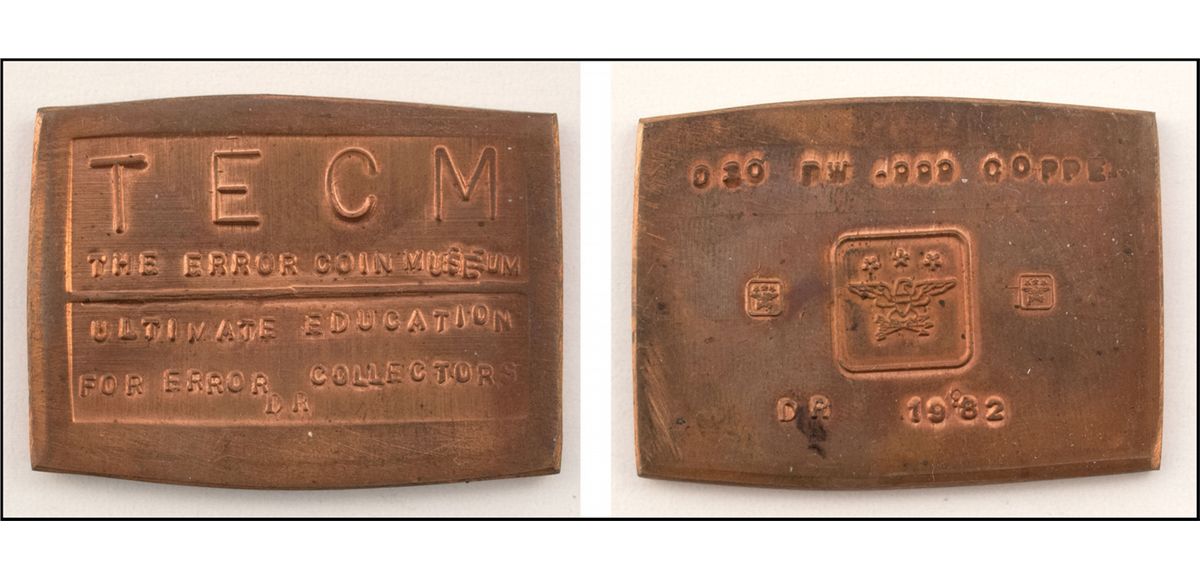 TECM
THE ERROR COIN MUSEUM
ULTIMATE EDUCATION
FOR ERROR COLLECTORS
DR
.999 COPPE
DR 1982